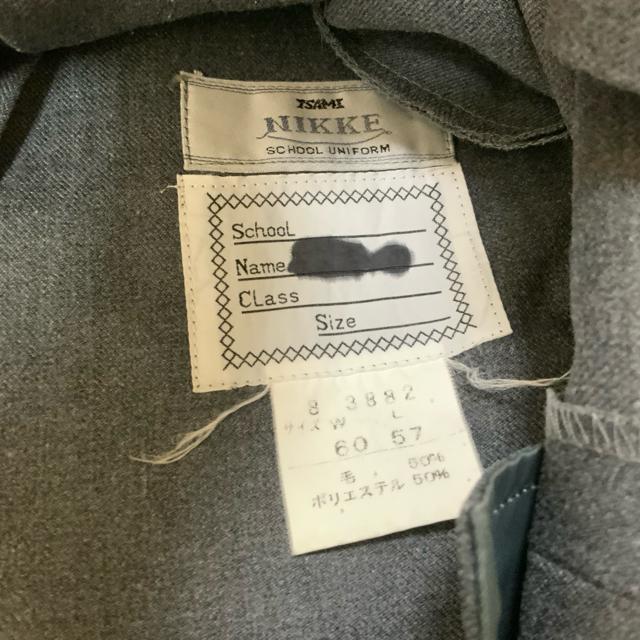 TSAMI
NIKKE
SCHOOL UNIFORM
School
Name
Class
Size
8 3882
サイズ W L
60 57
毛 50%
ポリエステル 50%